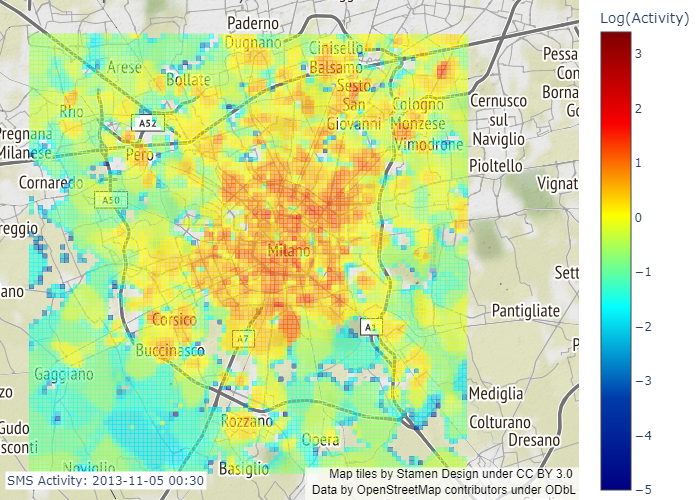 Paderno
Dugnano
Cinisello
Balsamo
Arese
Bollate
Sesto
San
Giovanni
Rho
A52
Cologno
Monzese
Vimodrone
Pregnana
Milanese
Pero
Cornaredo
A50
reggio
Milano
ano
Corsico
Buccinasco
A7
A1
Gaggiano
zo
Gudo
sconti
Rozzano
Opera
Noviglio
Basiglio
Pessa
Con
Borna
Go
Cernusco
sul
Naviglio
Pioltello
Vignat
Sett
Pantigliate
P
Mediglia
Colturano
Dresano
SMS Activity: 2013-11-05 00:30
Map tiles by Stamen Design under CC BY 3.0
Data by OpenStreetMap contributors under ODbL
Log(Activity)
3
2
1
0
−1
−2
−3
−4
−5